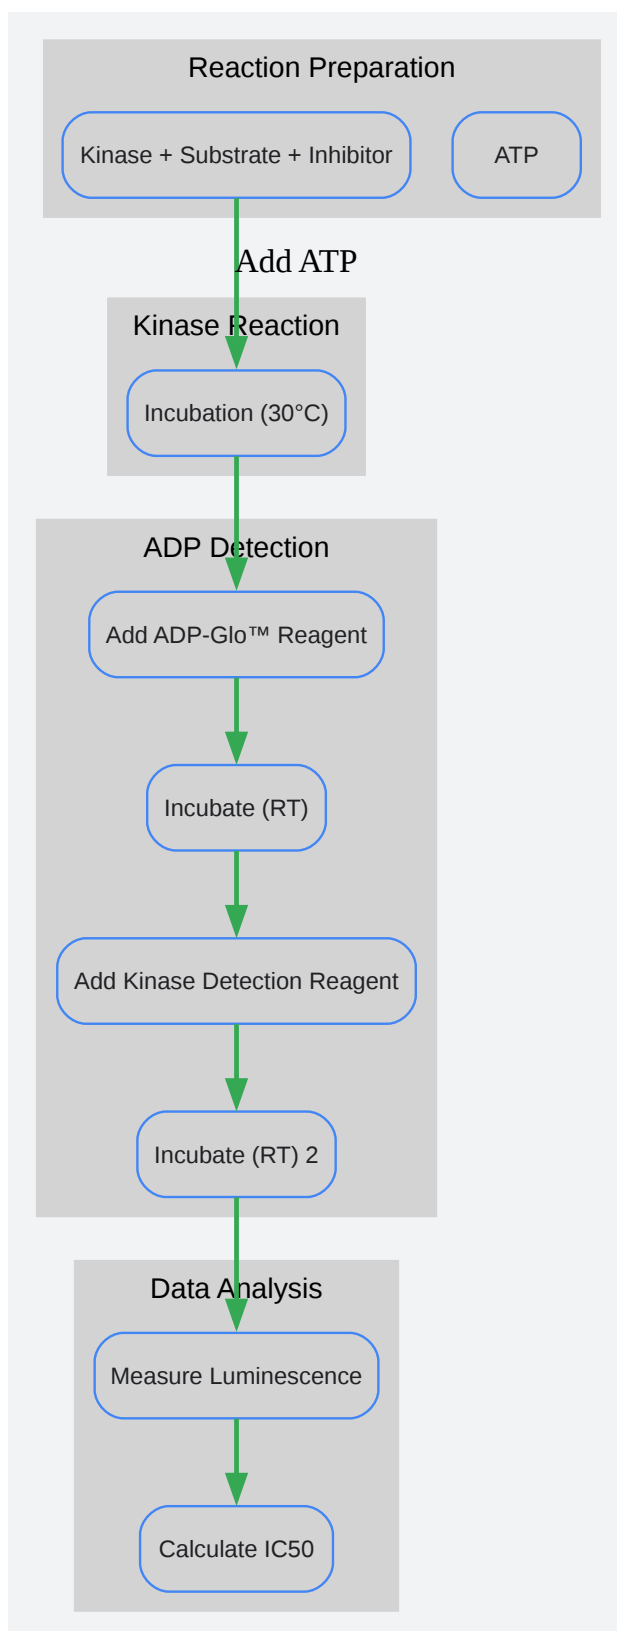 Reaction Preparation
Kinase + Substrate + Inhibitor
ATP
Add ATP
Kinase Reaction
Incubation (30°C)
ADP Detection
Add ADP-Glo™ Reagent
Incubate (RT)
Add Kinase Detection Reagent
Incubate (RT) 2
Data Analysis
Measure Luminescence
Calculate IC50